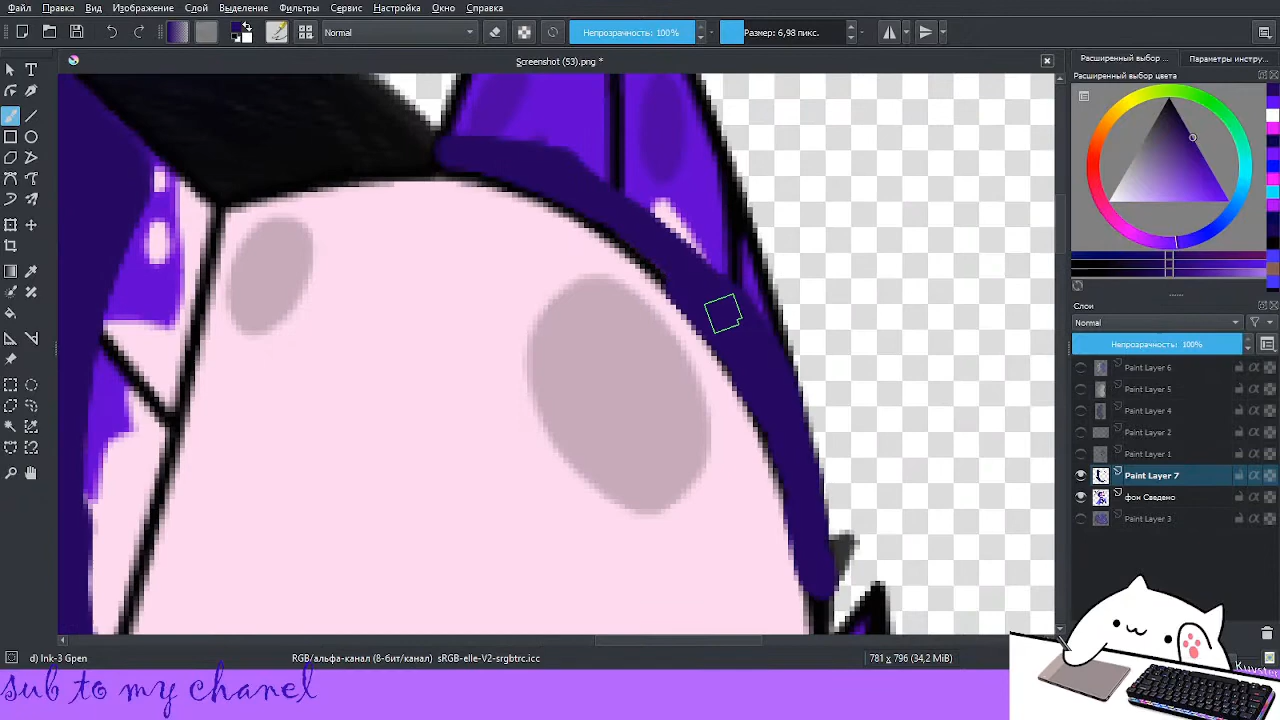 Файл Правка Вид Изображение Слой Выделение Фильтры Сервис Настройка Окно Справка
Normal Непрозрачность: 100% Размер: 6,98 пикс.
Screenshot (53).png *
Расширенный выбор ... Параметры инстру...
Расширенный выбор цвета
Слои
Normal
Непрозрачность: 100%
Paint Layer 6
Paint Layer 5
Paint Layer 4
Paint Layer 2
Paint Layer 1
Paint Layer 7
фон Сведено
Paint Layer 3
d) Ink-3 Gpen RGB/альфа-канал (8-бит/канал) sRGB-elle-V2-srgbtrc.icc 781 x 796 (34,2 MiB)
sub to my chanel